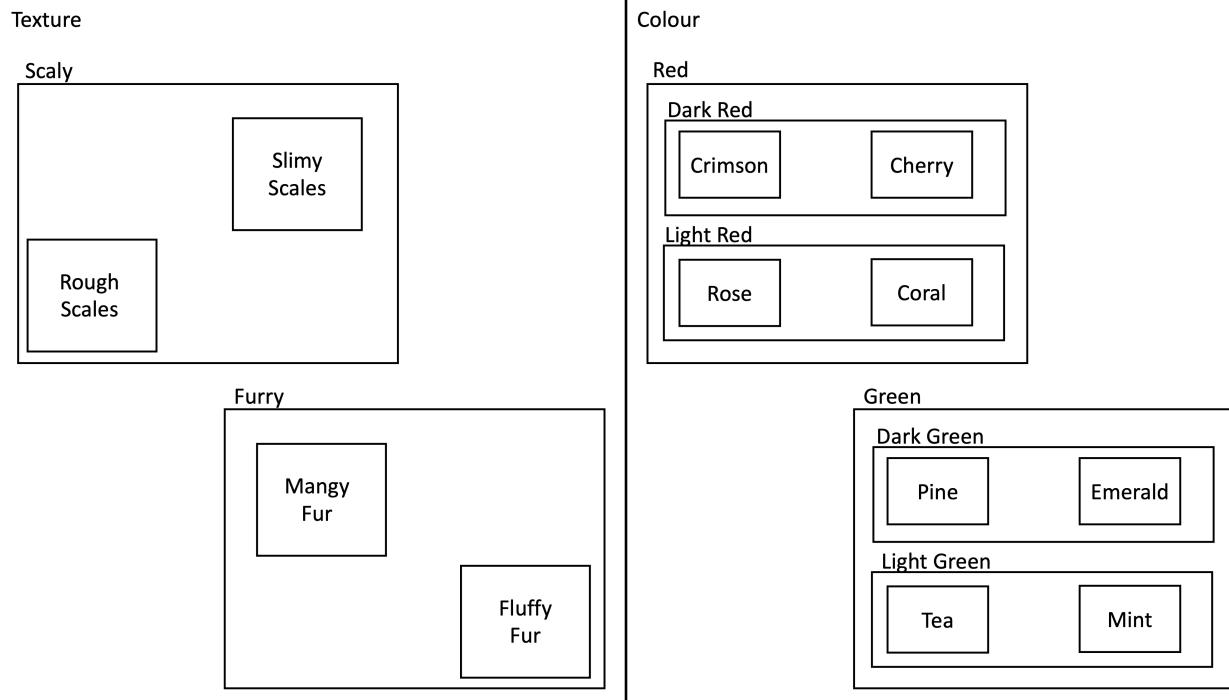 Texture
Scaly
Slimy
Scales
Rough
Scales
Furry
Mangy
Fur
Fluffy
Fur
Colour
Red
Dark Red
Crimson
Cherry
Light Red
Rose
Coral
Green
Dark Green
Pine
Emerald
Light Green
Tea
Mint